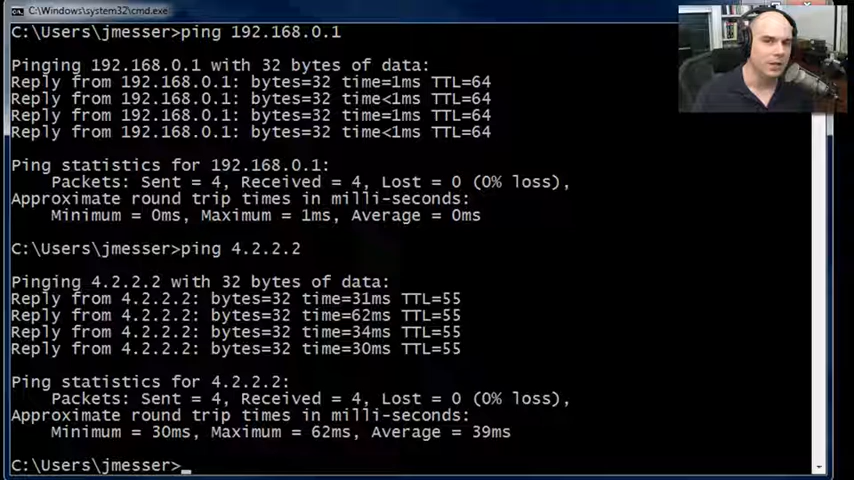 C:\Windows\system32\cmd.exe
C:\Users\jmesser>ping 192.168.0.1
Pinging 192.168.0.1 with 32 bytes of data:
Reply from 192.168.0.1: bytes=32 time=1ms TTL=64
Reply from 192.168.0.1: bytes=32 time<1ms TTL=64
Reply from 192.168.0.1: bytes=32 time=1ms TTL=64
Reply from 192.168.0.1: bytes=32 time<1ms TTL=64
Ping statistics for 192.168.0.1:
Packets: Sent = 4, Received = 4, Lost = 0 (0% loss),
Approximate round trip times in milli-seconds:
Minimum = 0ms, Maximum = 1ms, Average = 0ms
C:\Users\jmesser>ping 4.2.2.2
Pinging 4.2.2.2 with 32 bytes of data:
Reply from 4.2.2.2: bytes=32 time=31ms TTL=55
Reply from 4.2.2.2: bytes=32 time=62ms TTL=55
Reply from 4.2.2.2: bytes=32 time=34ms TTL=55
Reply from 4.2.2.2: bytes=32 time=30ms TTL=55
Ping statistics for 4.2.2.2:
Packets: Sent = 4, Received = 4, Lost = 0 (0% loss),
Approximate round trip times in milli-seconds:
Minimum = 30ms, Maximum = 62ms, Average = 39ms
C:\Users\jmesser>_